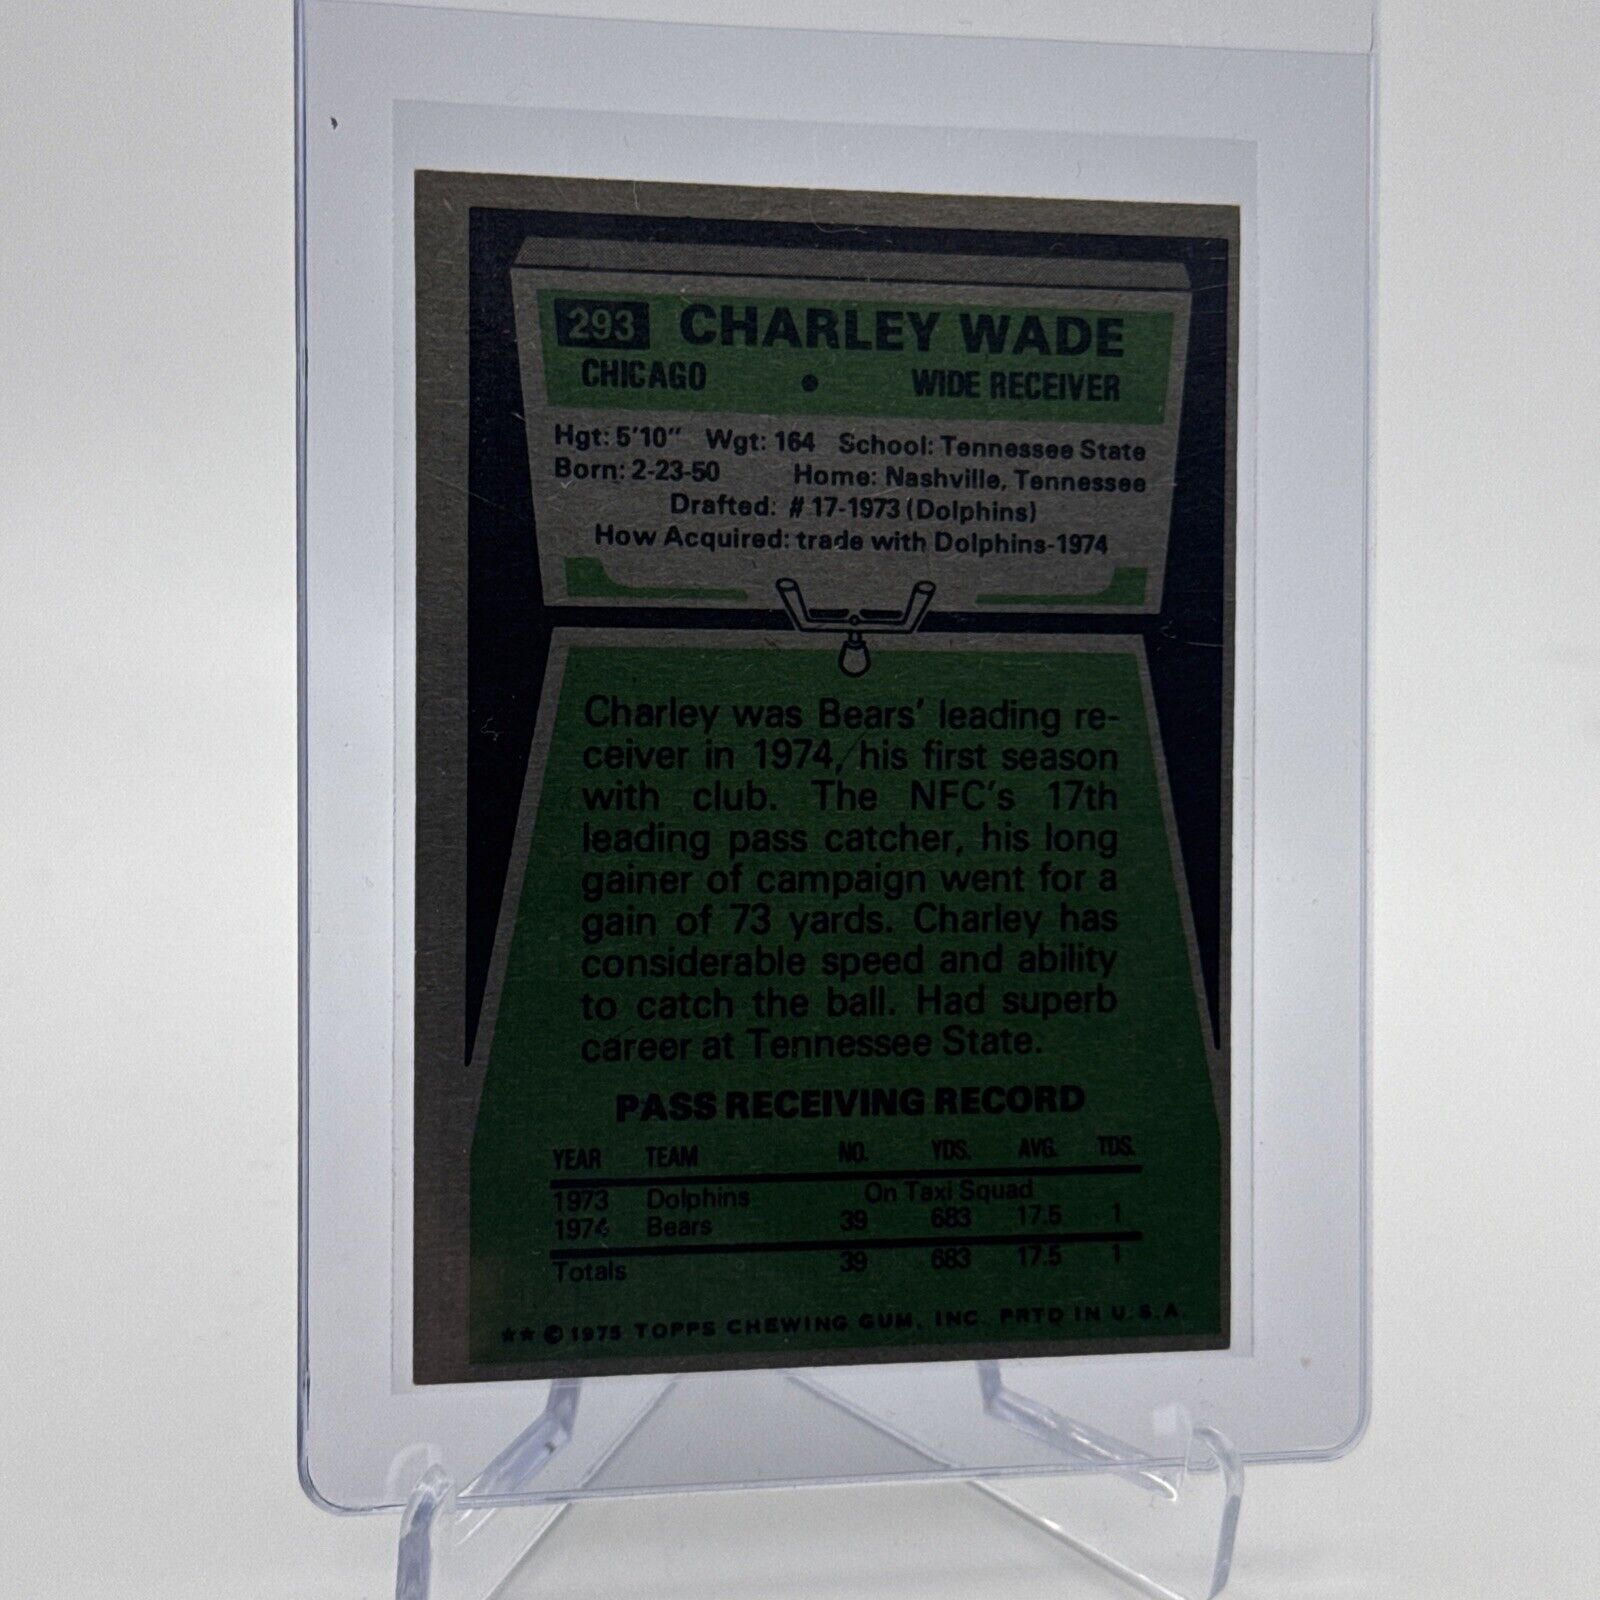 293 CHARLEY WADE
CHICAGO • WIDE RECEIVER
Hgt: 5'10" Wgt: 164 School: Tennessee State
Born: 2-23-50 Home: Nashville, Tennessee
Drafted: #17-1973 (Dolphins)
How Acquired: trade with Dolphins-1974
Charley was Bears' leading re-
ceiver in 1974, his first season
with club. The NFC's 17th
leading pass catcher, his long
gainer of campaign went for a
gain of 73 yards. Charley has
considerable speed and ability
to catch the ball. Had superb
career at Tennessee State.
PASS RECEIVING RECORD
YEAR TEAM NO. YDS. AVG. TDS.
1973 Dolphins On Taxi Squad
1974 Bears 39 683 17.5 1
Totals 39 683 17.5 1
★★ © 1975 TOPPS CHEWING GUM, INC. PRTD IN U.S.A.